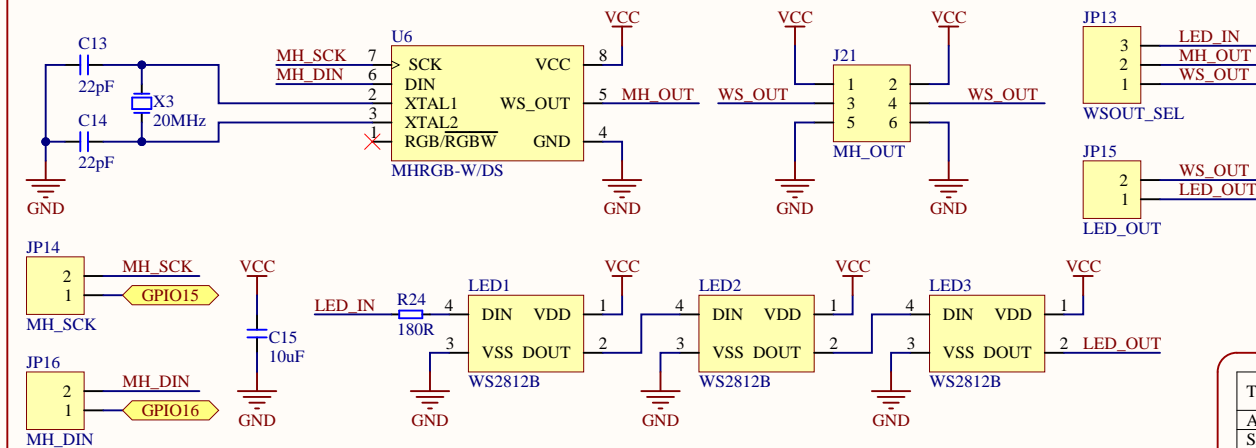 C13
22pF
X3
20MHz
C14
22pF
GND
MH_SCK
MH_DIN
U6
7 SCK VCC 8
6 DIN
2 XTAL1 WS_OUT 5
3 XTAL2
1 RGB/RGBW GND 4
MHRGB-W/DS
VCC
MH_OUT
GND
VCC VCC
J21
WS_OUT
1 2
3 4
5 6
WS_OUT
MH_OUT
GND GND
JP13
3 LED_IN
2 MH_OUT
1 WS_OUT
WSOUT_SEL
JP15
2 WS_OUT
1 LED_OUT
LED_OUT
JP14
2 MH_SCK
1 GPIO15
MH_SCK
JP16
2 MH_DIN
1 GPIO16
MH_DIN
VCC
C15
10uF
GND
LED_IN
R24
180R
LED1
4 DIN VDD 1
3 VSS DOUT 2
WS2812B
VCC
GND
LED2
4 DIN VDD 1
3 VSS DOUT 2
WS2812B
VCC
GND
LED3
4 DIN VDD 1
3 VSS DOUT 2
WS2812B
VCC
LED_OUT
GND
T
A
S